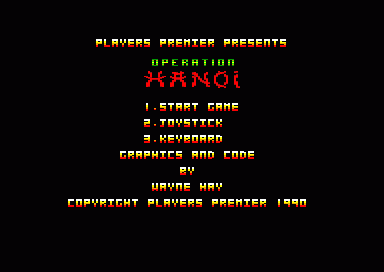 PLAYERS PREMIER PRESENTS
OPERATION
HANOi
1.START GAME
2.JOYSTICK
3.KEYBOARD
GRAPHICS AND CODE
BY
WAYNE HAY
COPYRIGHT PLAYERS PREMIER 1990